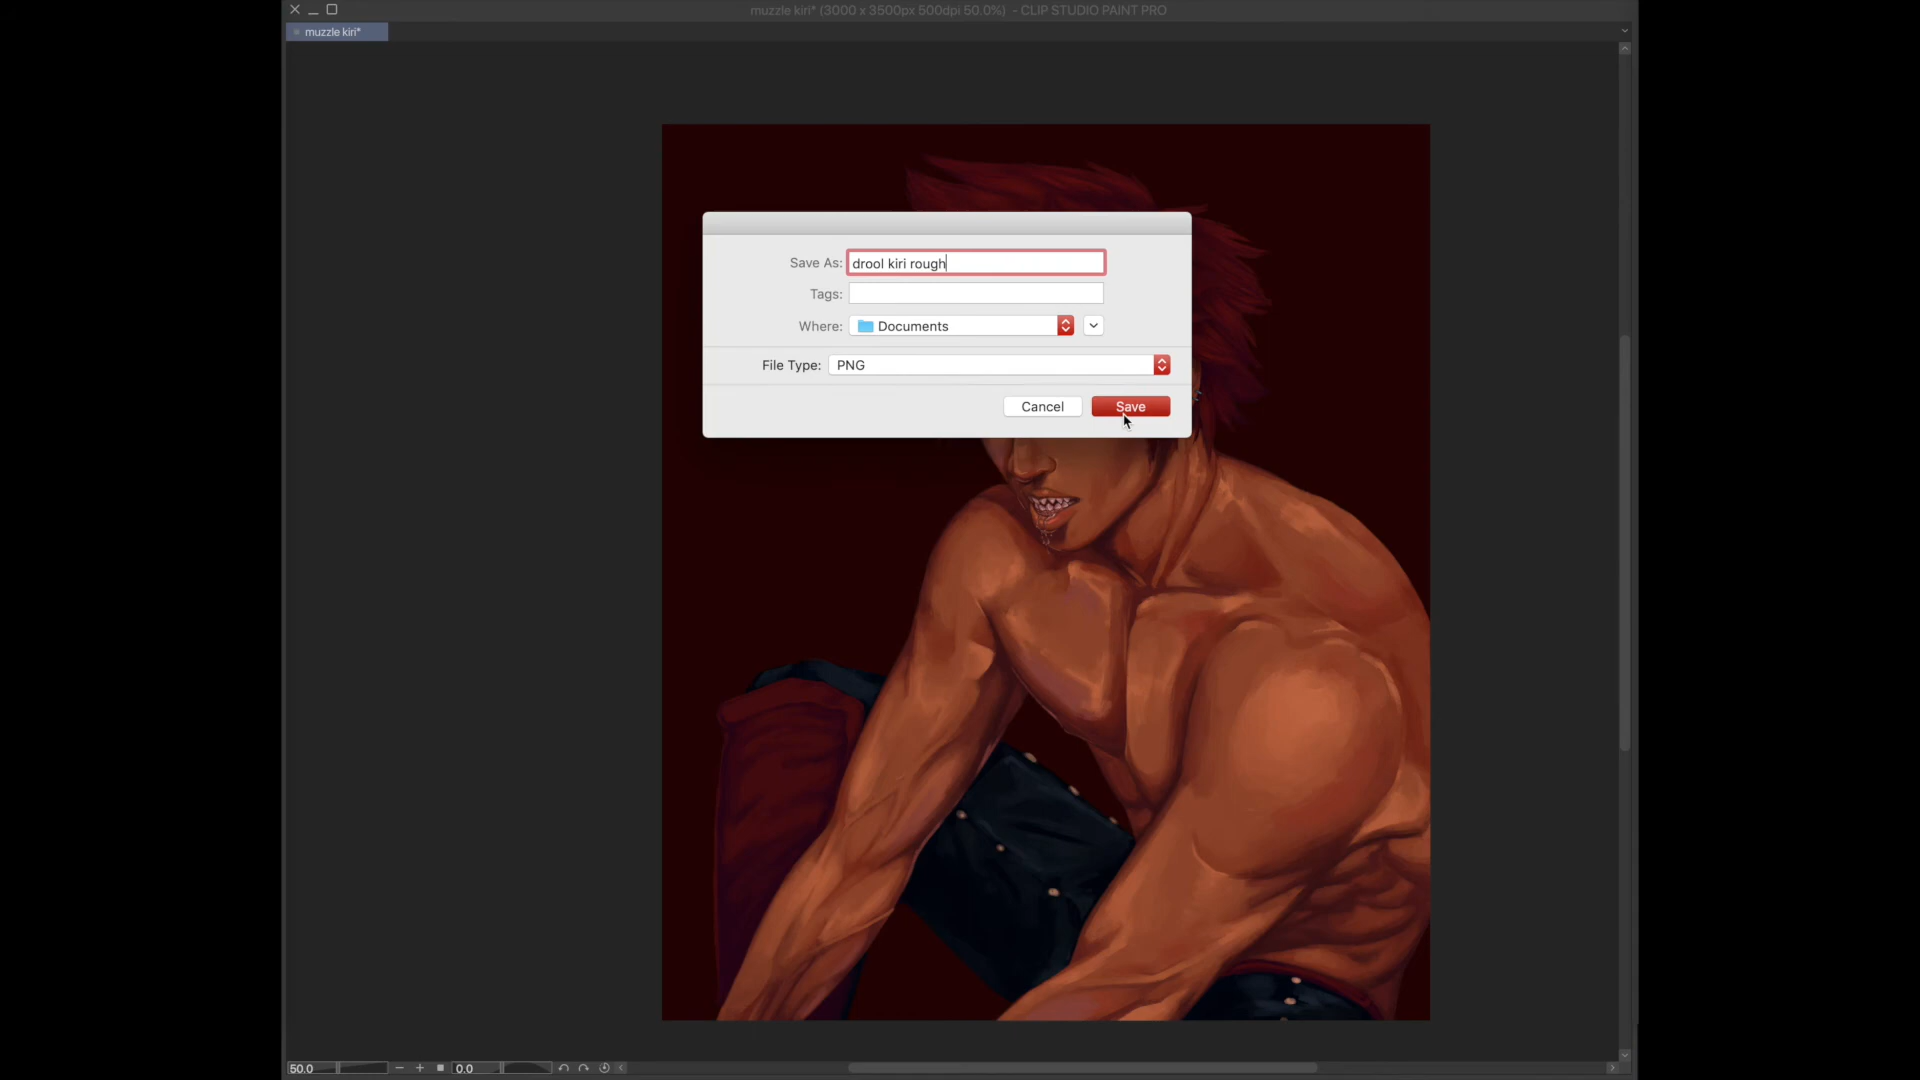 muzzle kiri* (3000 x 3500px 500dpi 50.0%) - CLIP STUDIO PAINT PRO
muzzle kiri*
Save As: drool kiri rough
Tags:
Where: Documents
File Type: PNG
Cancel Save
50.0 0.0